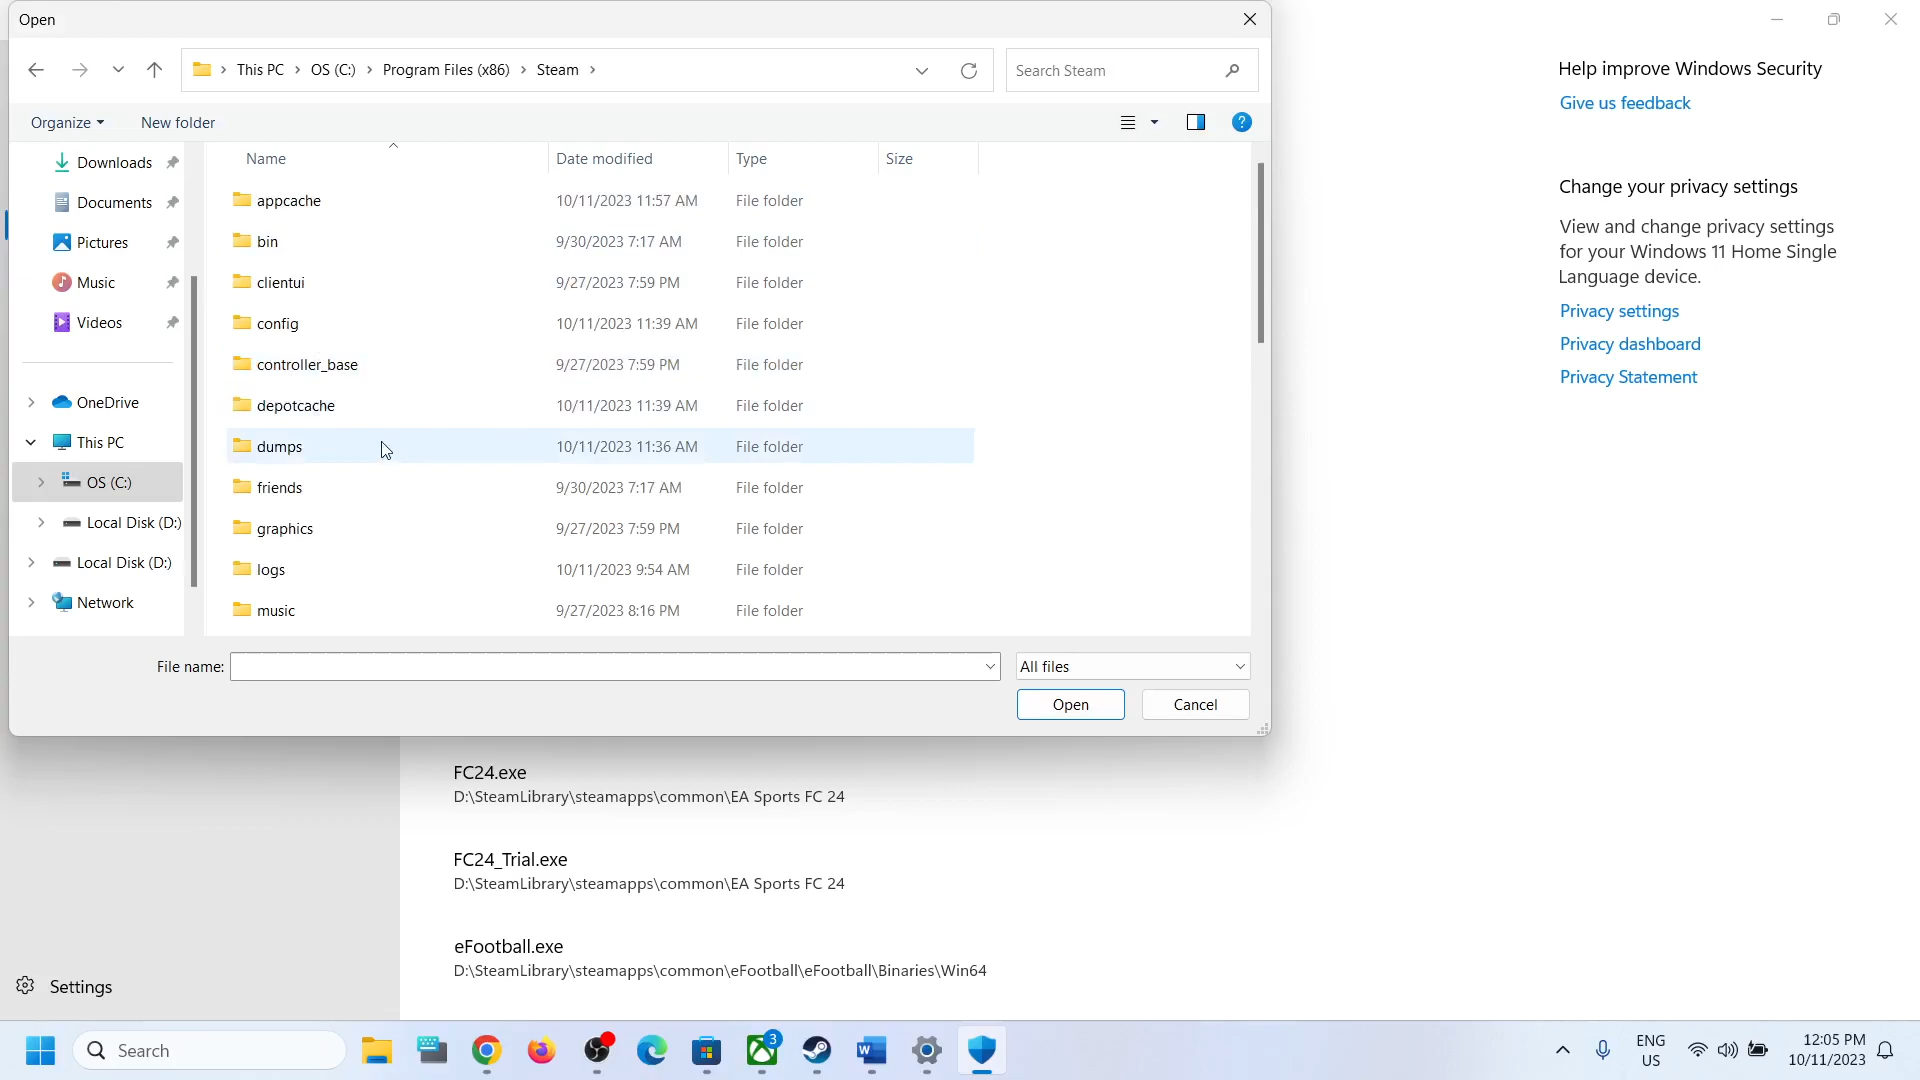 Open
This PC
OS (C:)
Program Files (x86)
Steam
Search Steam
Organize
New folder
?
Downloads
Documents
Pictures
Music
Videos
OneDrive
This PC
OS (C:)
Local Disk (D:)
Local Disk (D:)
Network
Name Date modified Type Size
appcache 10/11/2023 11:57 AM File folder
bin 9/30/2023 7:17 AM File folder
clientui 9/27/2023 7:59 PM File folder
config 10/11/2023 11:39 AM File folder
controller_base 9/27/2023 7:59 PM File folder
depotcache 10/11/2023 11:39 AM File folder
dumps 10/11/2023 11:36 AM File folder
friends 9/30/2023 7:17 AM File folder
graphics 9/27/2023 7:59 PM File folder
logs 10/11/2023 9:54 AM File folder
music 9/27/2023 8:16 PM File folder
File name:
All files
Open
Cancel
Help improve Windows Security
Give us feedback
Change your privacy settings
View and change privacy settings
for your Windows 11 Home Single
Language device.
Privacy settings
Privacy dashboard
Privacy Statement
FC24.exe
D:\SteamLibrary\steamapps\common\EA Sports FC 24
FC24_Trial.exe
D:\SteamLibrary\steamapps\common\EA Sports FC 24
eFootball.exe
D:\SteamLibrary\steamapps\common\eFootball\eFootball\Binaries\Win64
Settings
Search
3
W
ENG
US
12:05 PM
10/11/2023